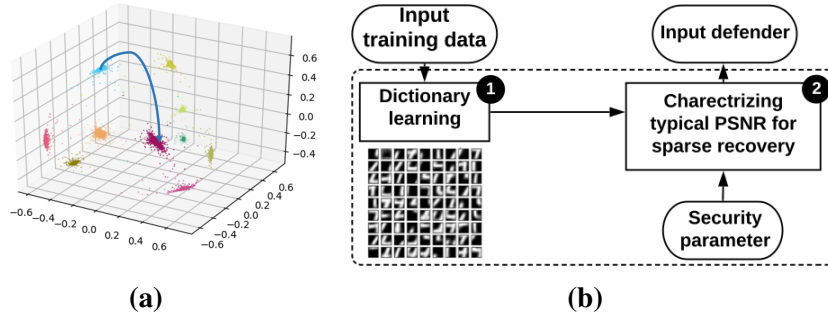 0.6
0.4
0.2
0.0
−0.2
−0.4
−0.6
−0.4
−0.2
0.0
0.2
0.4
0.6
−0.6
−0.4
−0.2
0.0
0.2
0.4
0.6
(a)
Input
training data
Dictionary
learning
1
Input defender
Charectrizing
typical PSNR for
sparse recovery
2
Security
parameter
(b)